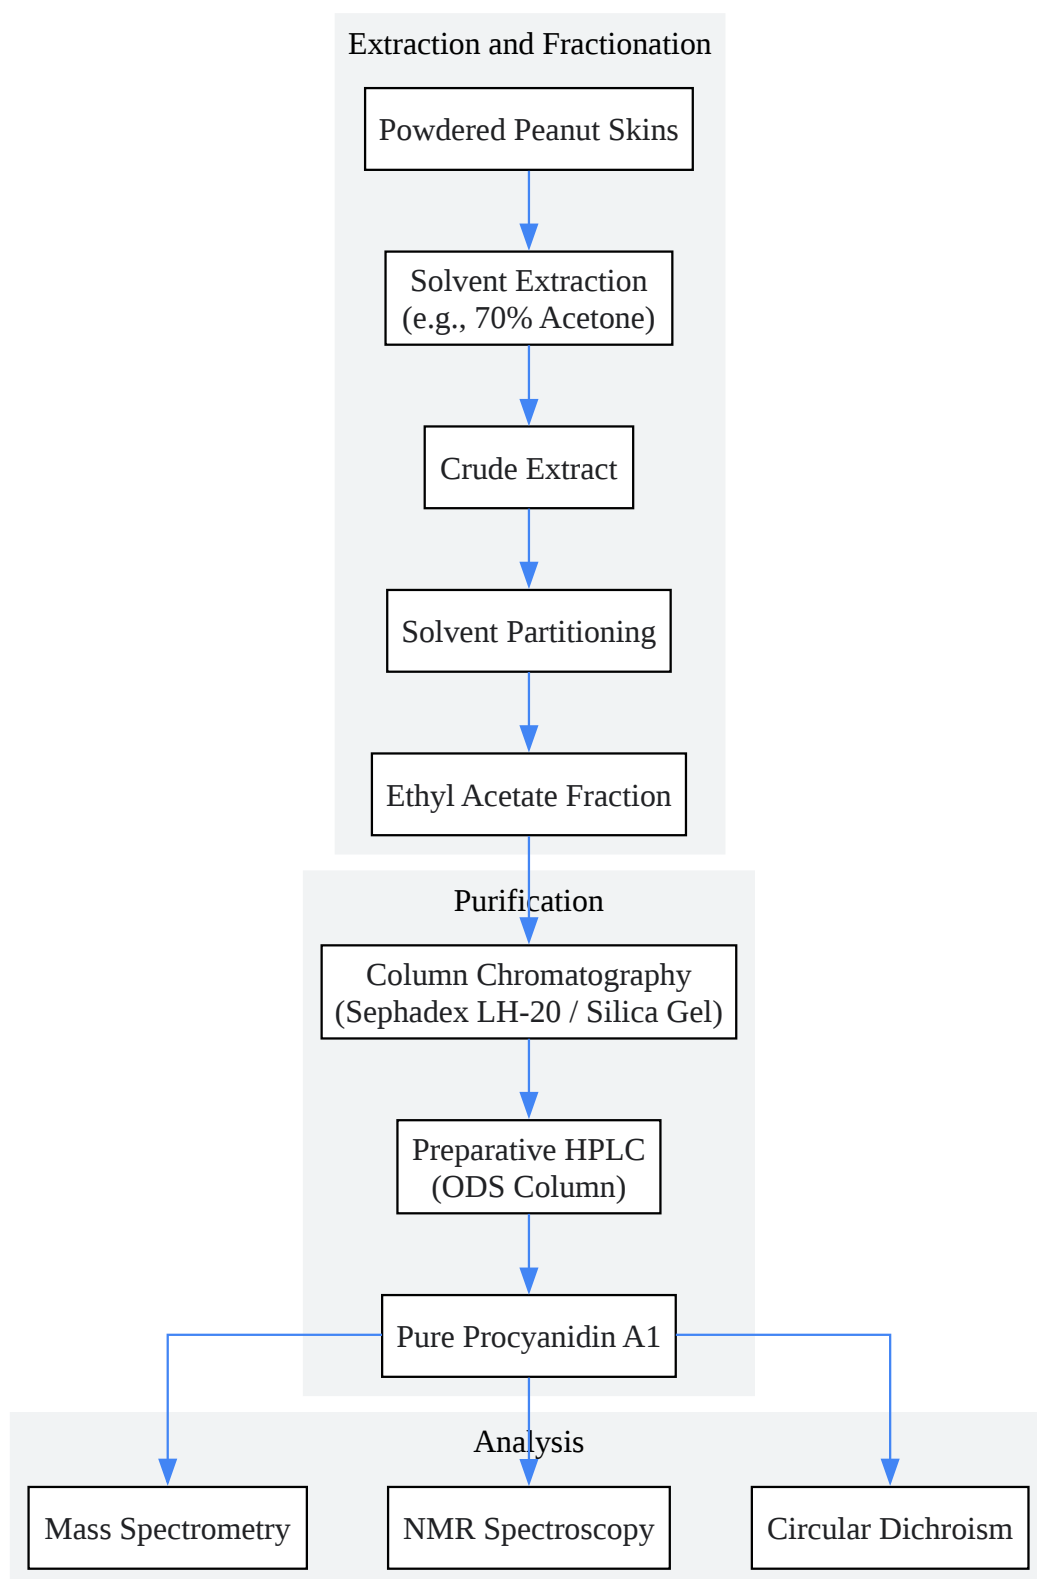 Extraction and Fractionation
Powdered Peanut Skins
Solvent Extraction
(e.g., 70% Acetone)
Crude Extract
Solvent Partitioning
Ethyl Acetate Fraction
Purification
Column Chromatography
(Sephadex LH-20 / Silica Gel)
Preparative HPLC
(ODS Column)
Pure Procyanidin A1
Analysis
Mass Spectrometry
NMR Spectroscopy
Circular Dichroism